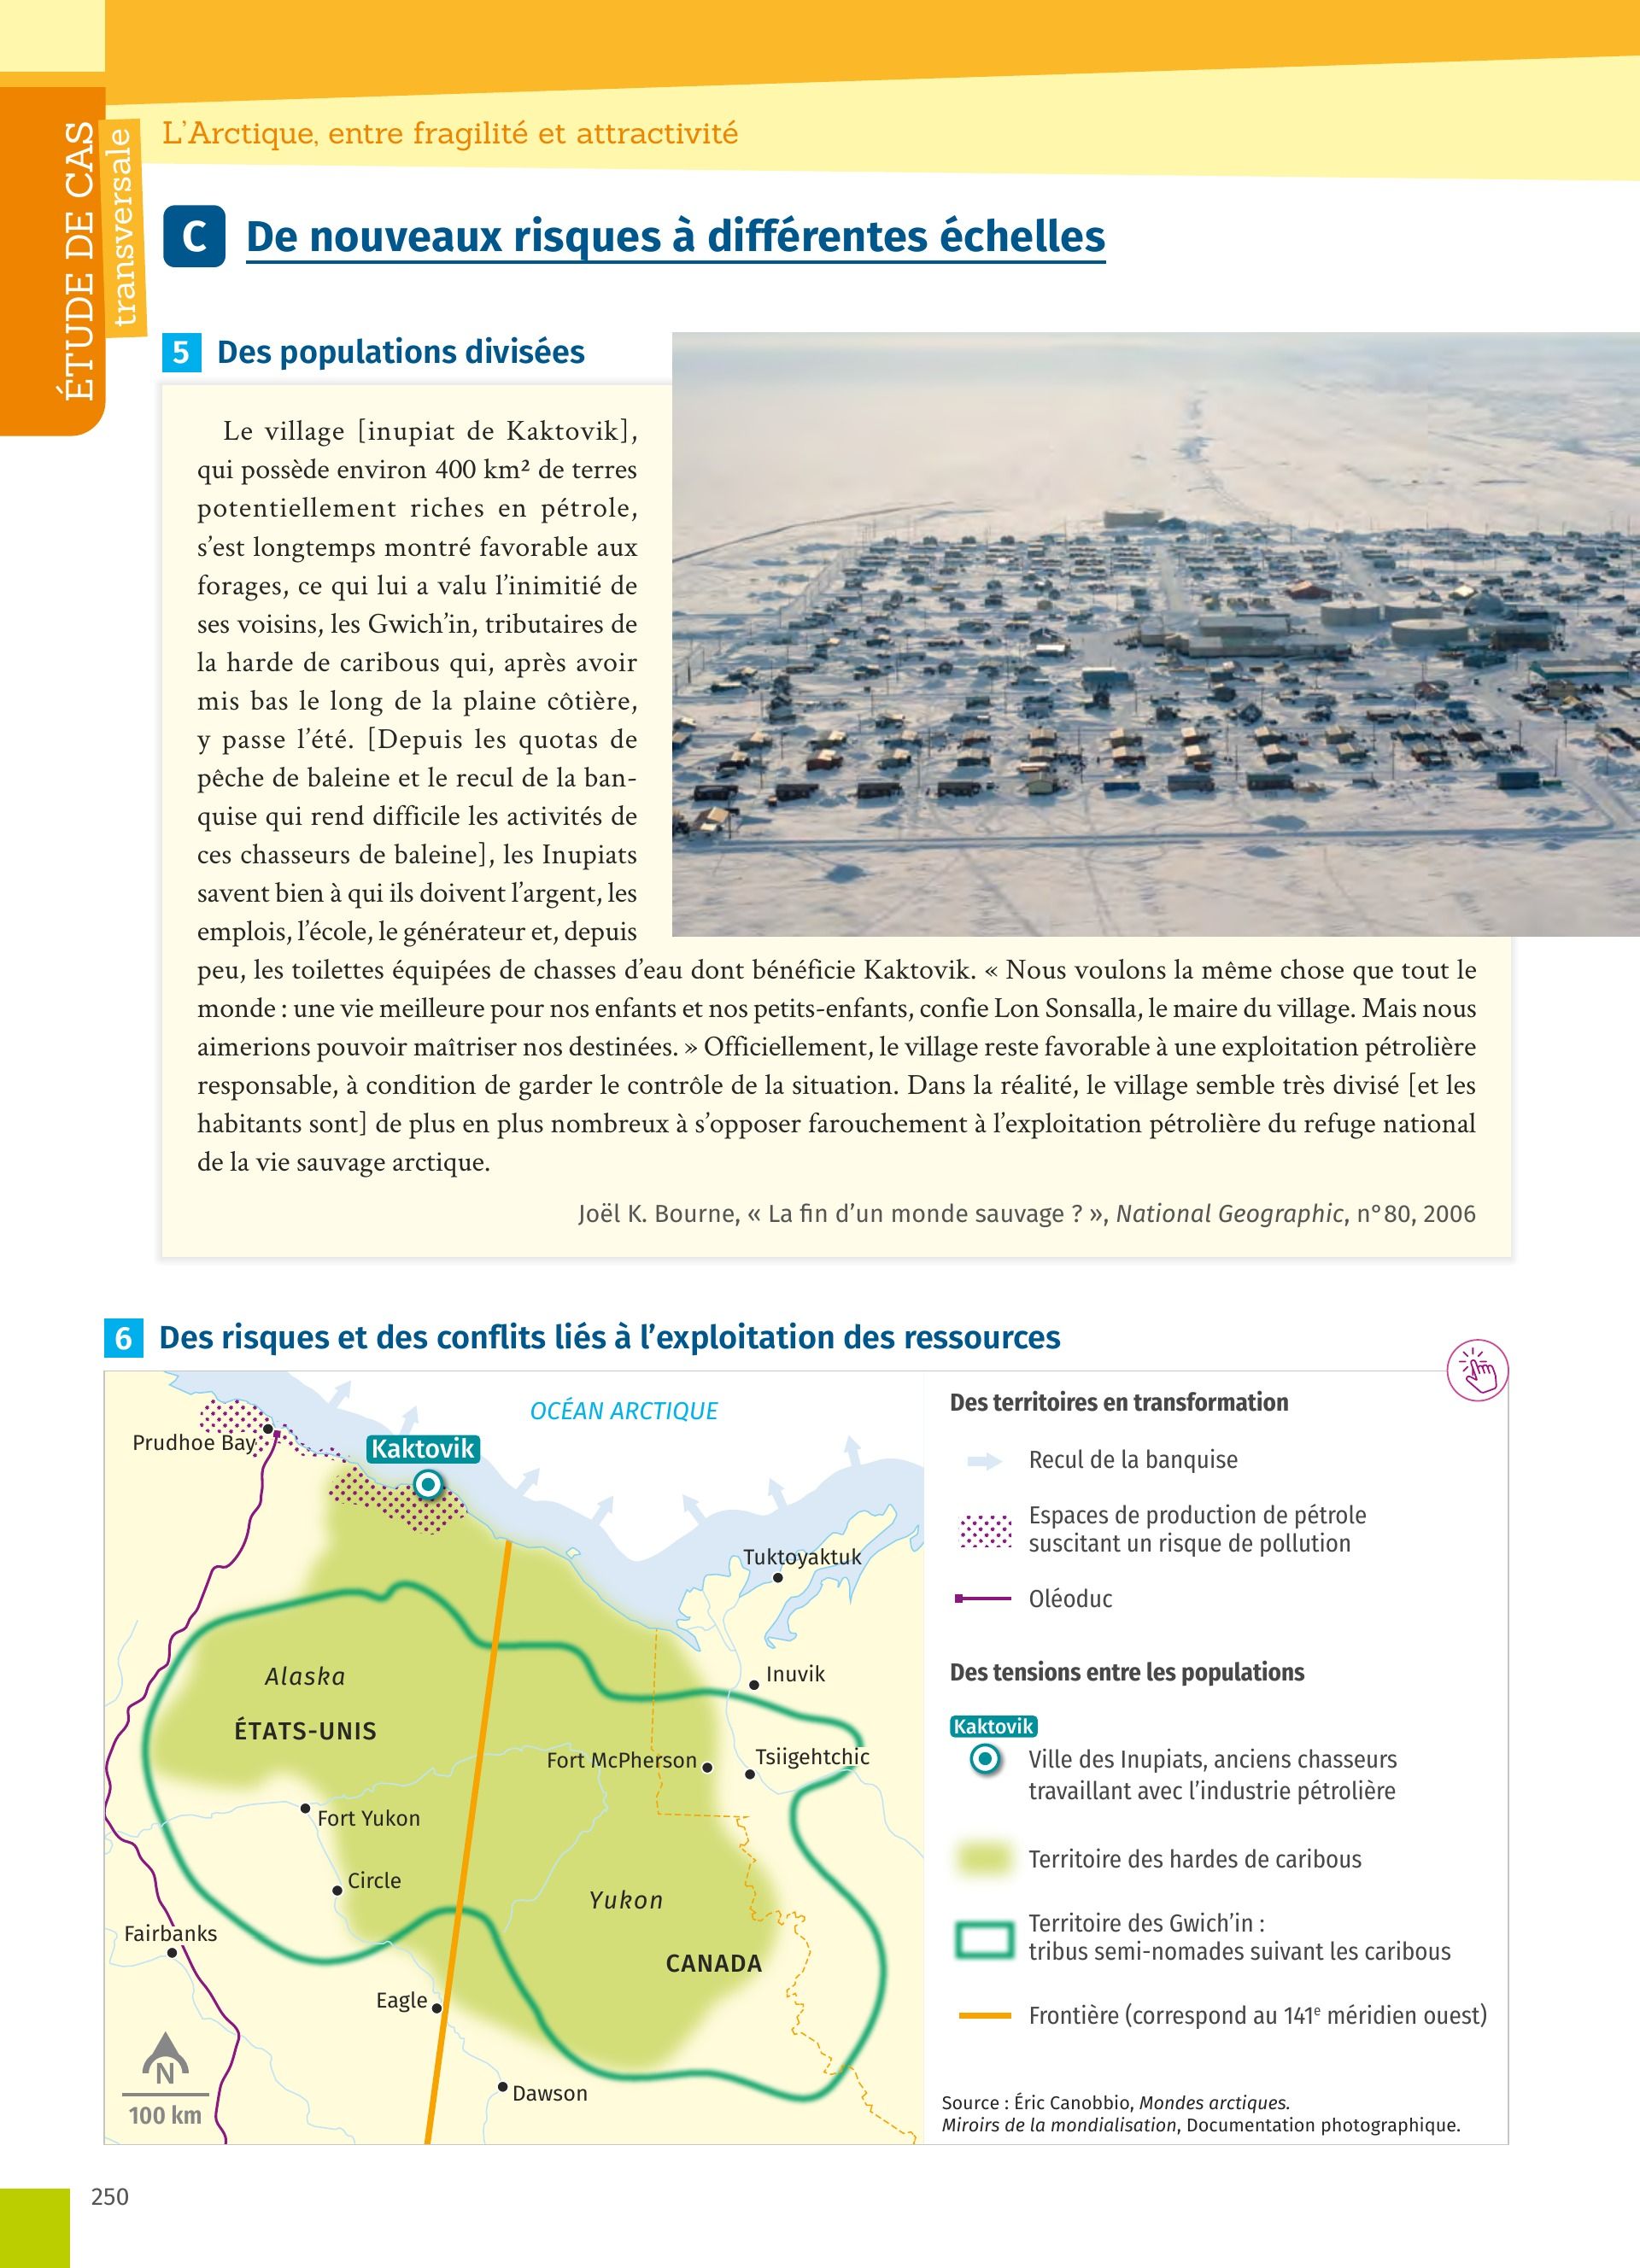 ÉTUDE DE CAS
transversale
L’Arctique, entre fragilité et attractivité
C De nouveaux risques à différentes échelles
5 Des populations divisées
Le village [inupiat de Kaktovik],
qui possède environ 400 km² de terres
potentiellement riches en pétrole,
s’est longtemps montré favorable aux
forages, ce qui lui a valu l’inimitié de
ses voisins, les Gwich’in, tributaires de
la harde de caribous qui, après avoir
mis bas le long de la plaine côtière,
y passe l’été. [Depuis les quotas de
pêche de baleine et le recul de la ban-
quise qui rend difficile les activités de
ces chasseurs de baleine], les Inupiats
savent bien à qui ils doivent l’argent, les
emplois, l’école, le générateur et, depuis
peu, les toilettes équipées de chasses d’eau dont bénéficie Kaktovik. « Nous voulons la même chose que tout le
monde : une vie meilleure pour nos enfants et nos petits-enfants, confie Lon Sonsalla, le maire du village. Mais nous
aimerions pouvoir maîtriser nos destinées. » Officiellement, le village reste favorable à une exploitation pétrolière
responsable, à condition de garder le contrôle de la situation. Dans la réalité, le village semble très divisé [et les
habitants sont] de plus en plus nombreux à s’opposer farouchement à l’exploitation pétrolière du refuge national
de la vie sauvage arctique.
Joël K. Bourne, « La fin d’un monde sauvage ? », National Geographic, n°80, 2006
6 Des risques et des conflits liés à l’exploitation des ressources
OCÉAN ARCTIQUE
Prudhoe Bay
Kaktovik
Tuktoyaktuk
Inuvik
Alaska
ÉTATS-UNIS
Fort McPherson
Tsiigehtchic
Fort Yukon
Circle
Yukon
Fairbanks
CANADA
Eagle
Dawson
N
100 km
Des territoires en transformation
Recul de la banquise
Espaces de production de pétrole
suscitant un risque de pollution
Oléoduc
Des tensions entre les populations
Kaktovik
Ville des Inupiats, anciens chasseurs
travaillant avec l’industrie pétrolière
Territoire des hardes de caribous
Territoire des Gwich’in :
tribus semi-nomades suivant les caribous
Frontière (correspond au 141e méridien ouest)
Source : Éric Canobbio, Mondes arctiques.
Miroirs de la mondialisation, Documentation photographique.
250